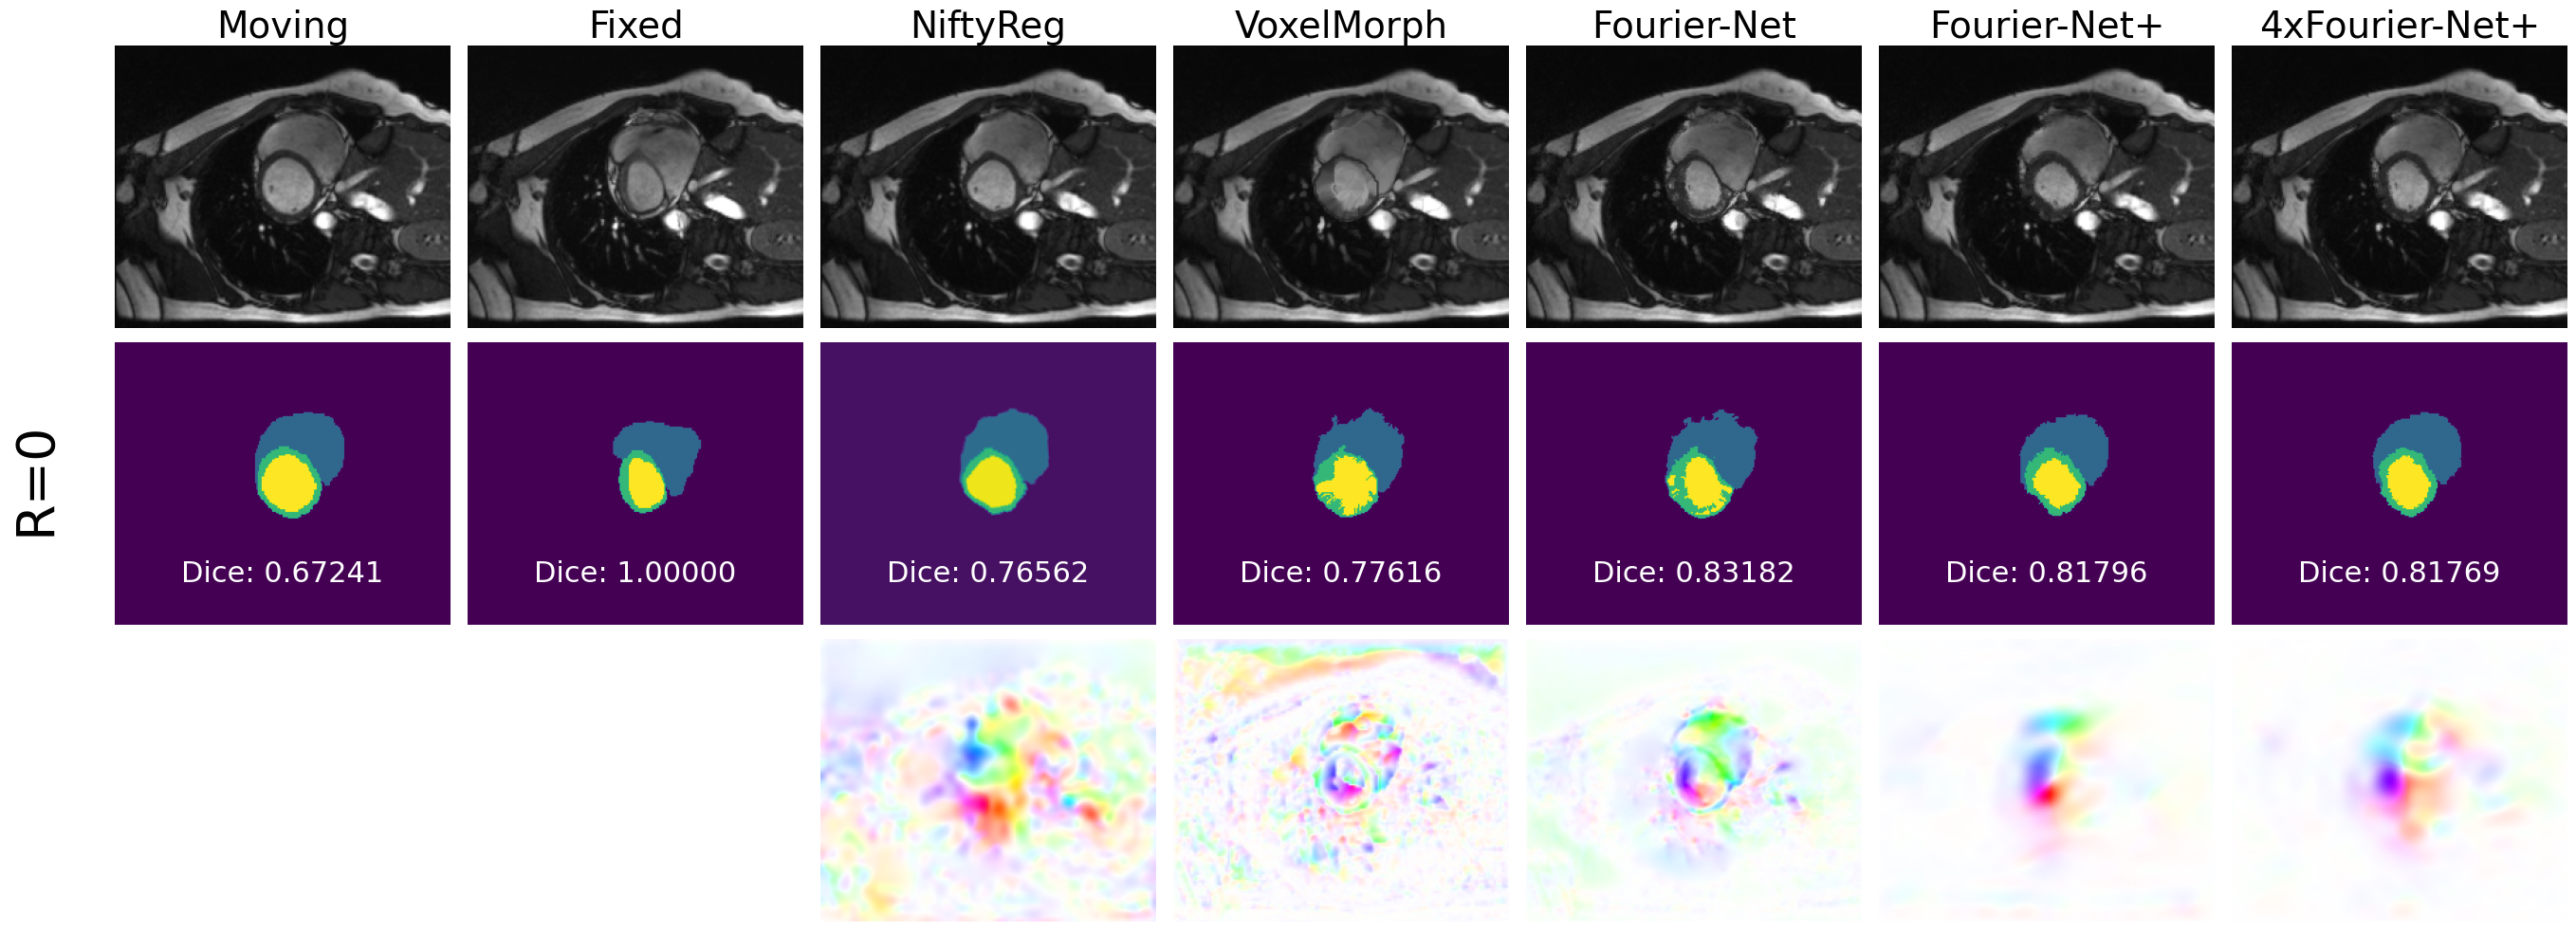 Moving Fixed NiftyReg VoxelMorph Fourier-Net Fourier-Net+ 4xFourier-Net+
R=0
Dice: 0.67241 Dice: 1.00000 Dice: 0.76562 Dice: 0.77616 Dice: 0.83182 Dice: 0.81796 Dice: 0.81769